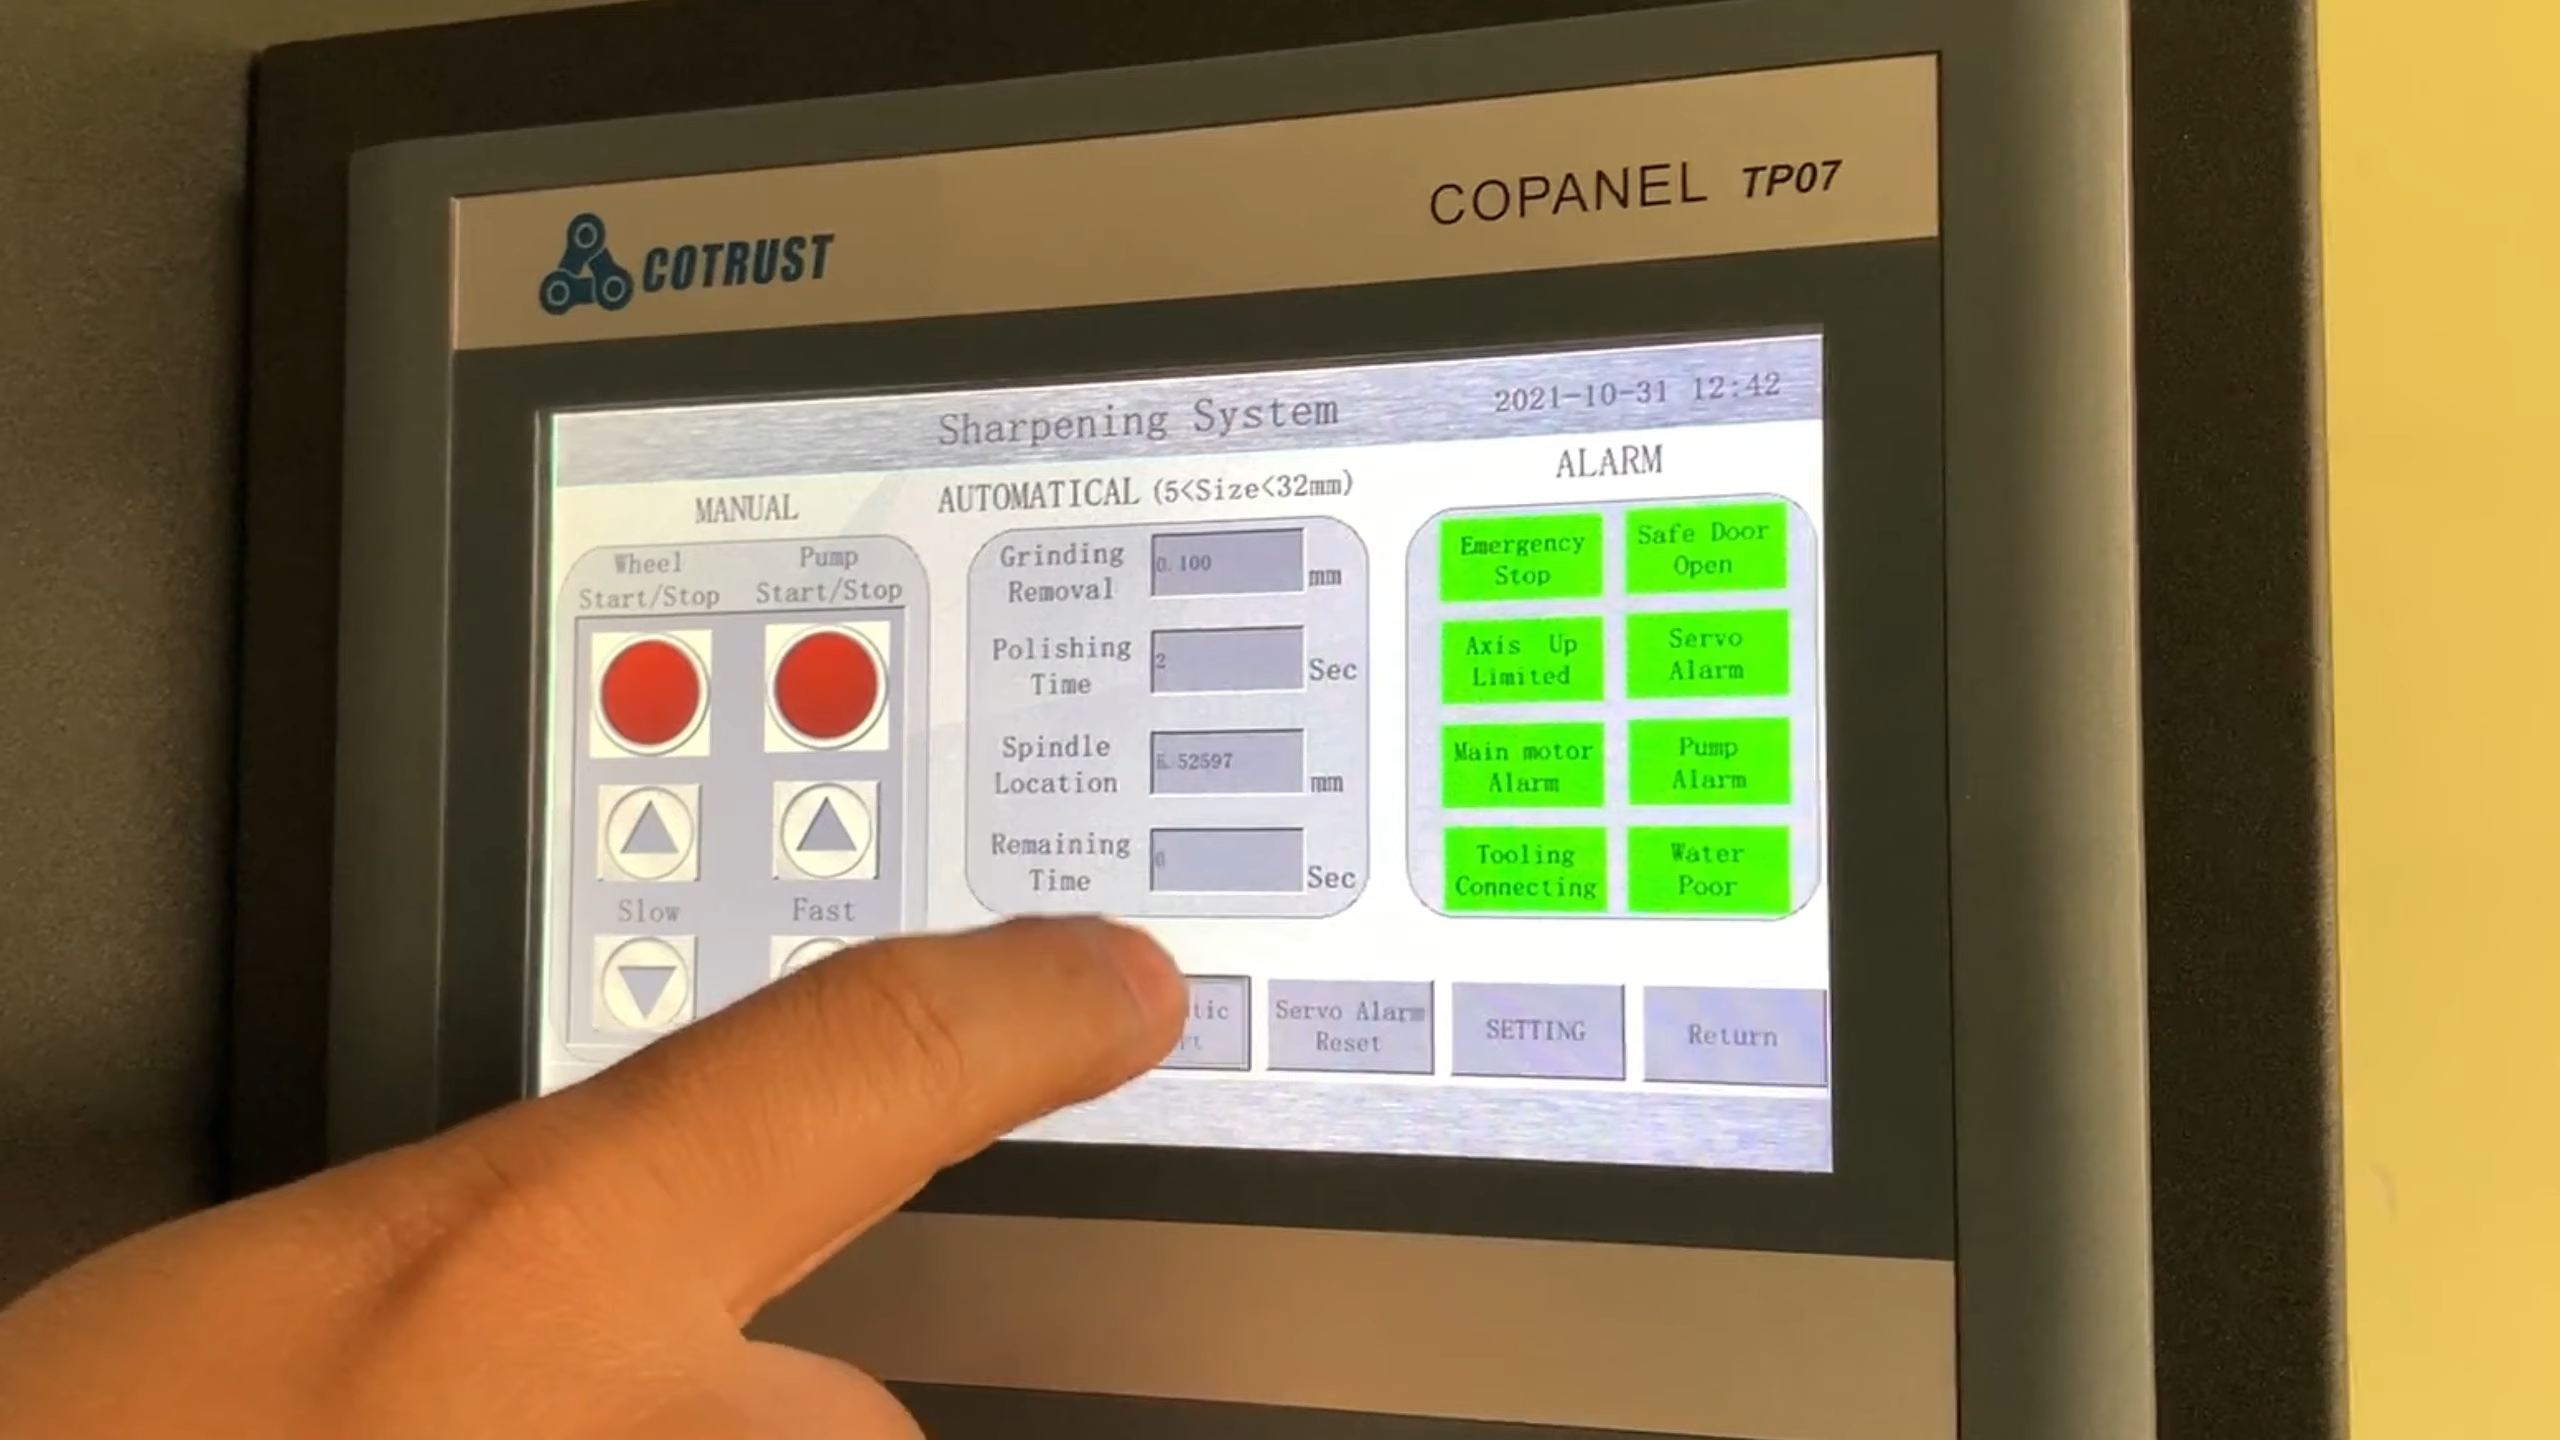 COTRUST
COPANEL TP07
Sharpening System
2021-10-31 12:42
MANUAL
Wheel
Start/Stop
Pump
Start/Stop
Slow
Fast
AUTOMATICAL (5<Size<32mm)
Grinding
Removal
0.100
mm
Polishing
Time
2
Sec
Spindle
Location
52597
mm
Remaining
Time
0
Sec
ALARM
Emergency
Stop
Safe Door
Open
Axis Up
Limited
Servo
Alarm
Main motor
Alarm
Pump
Alarm
Tooling
Connecting
Water
Poor
Servo Alarm
Reset
SETTING
Return